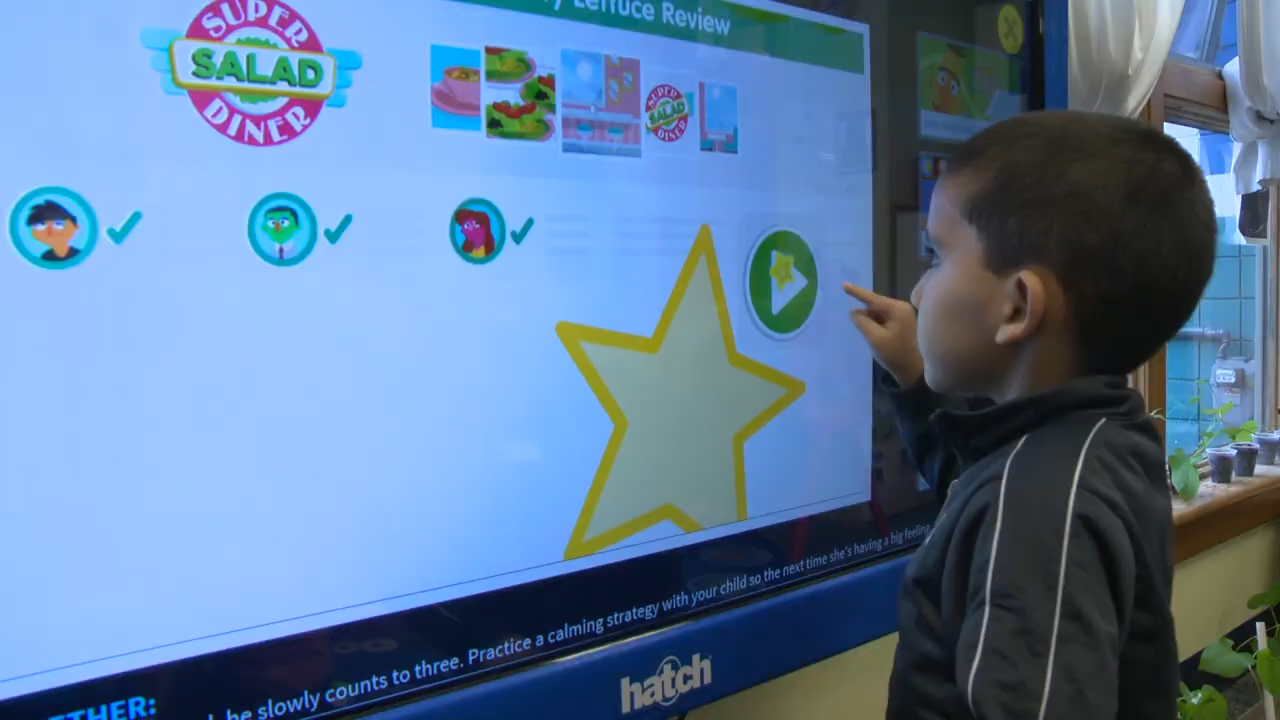 Lettuce Review
SUPER
SALAD
DINER
SUPER
SALAD
DINER
he slowly counts to three. Practice a calming strategy with your child so the next time she's having a big feeling
hatch